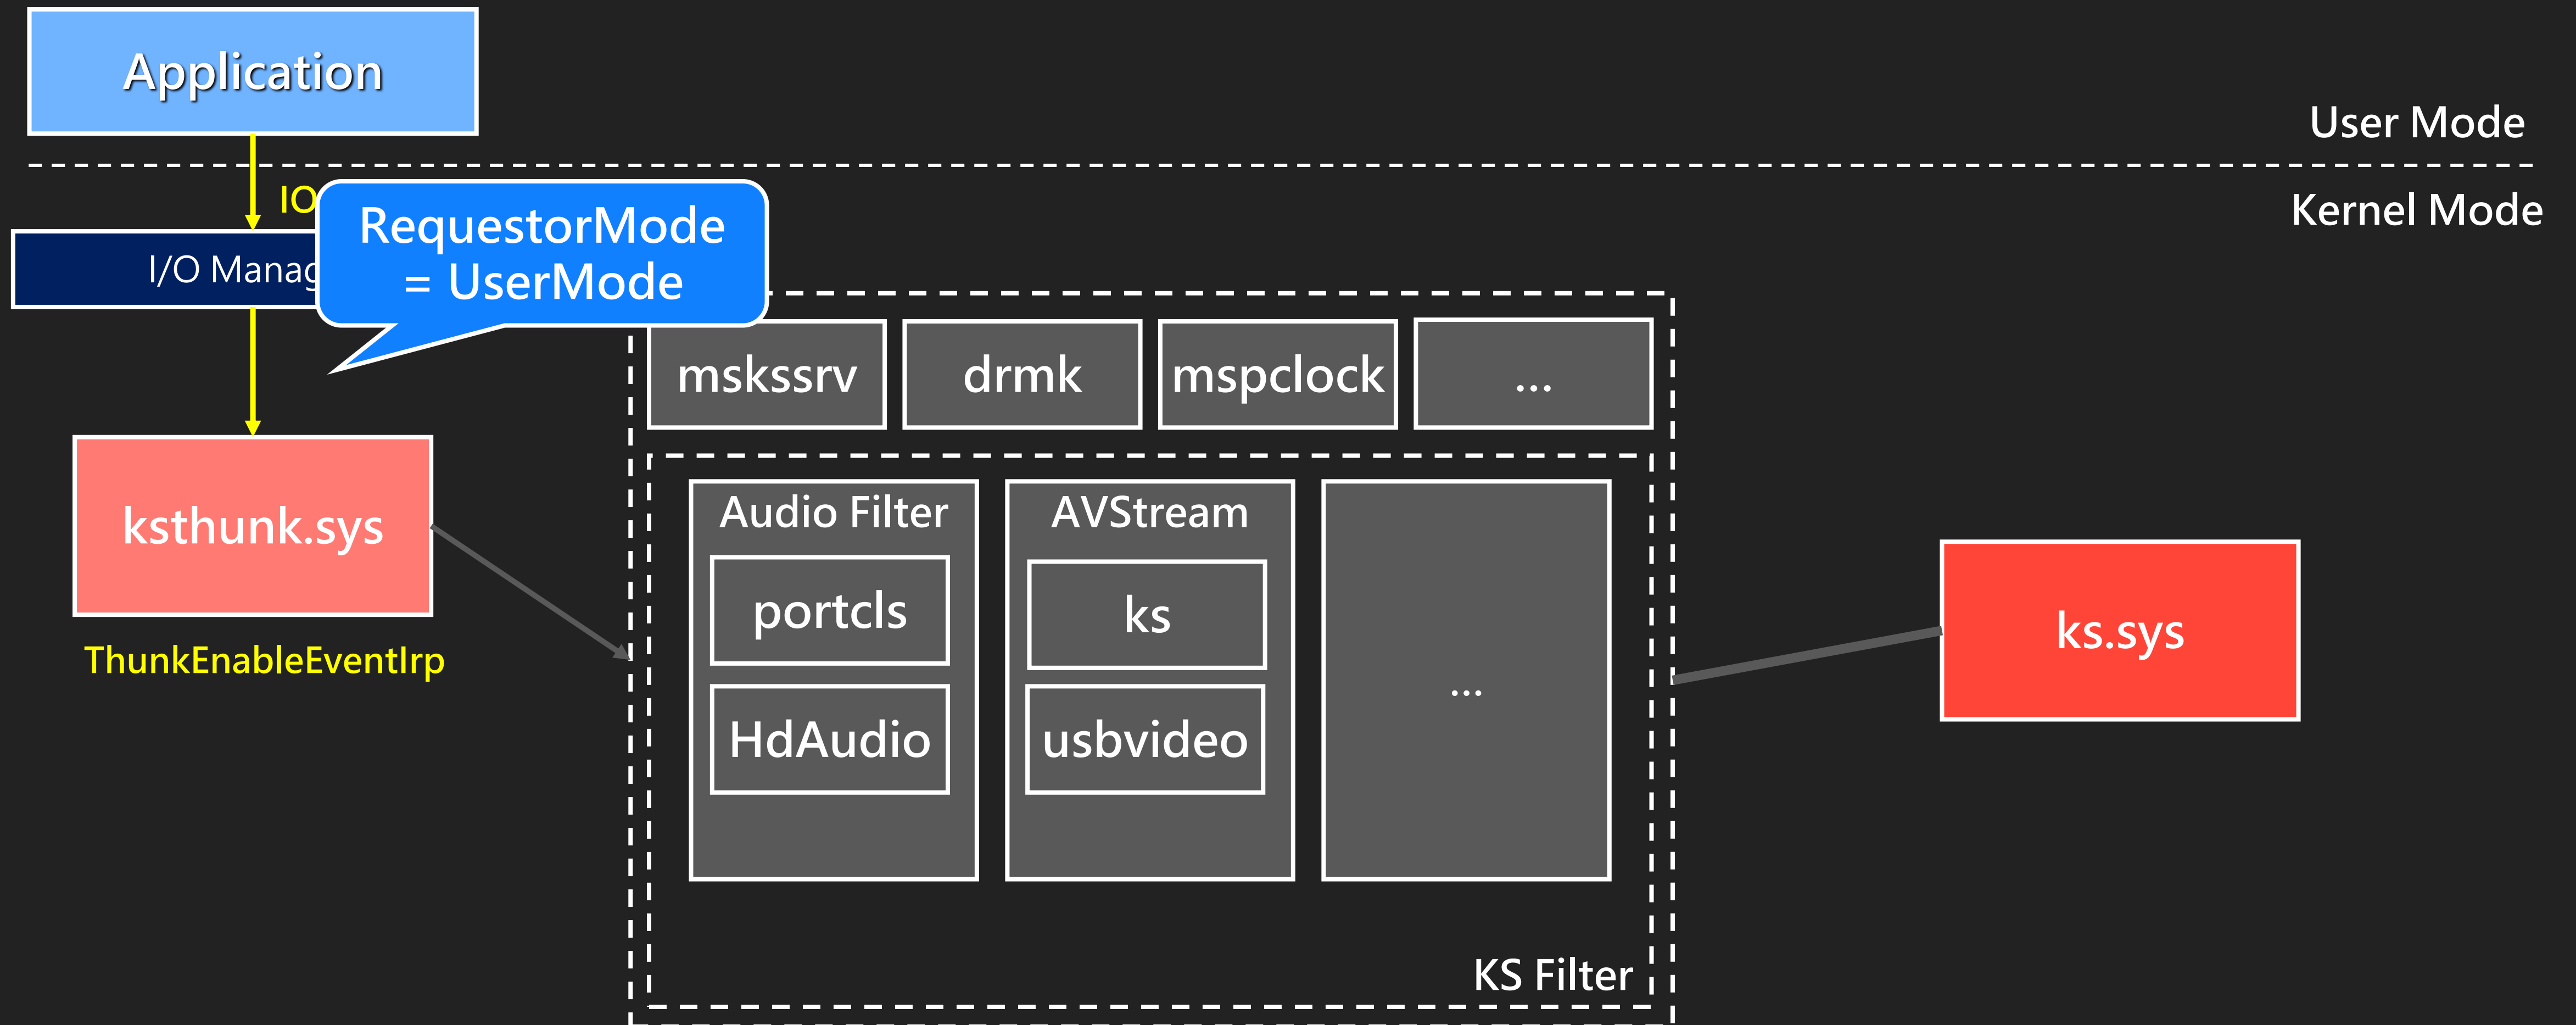 Application
User Mode
Kernel Mode
IO
RequestorMode
= UserMode
I/O Manag
mskssrv
drmk
mspclock
...
ksthunk.sys
ThunkEnableEventIrp
Audio Filter
portcls
HdAudio
AVStream
ks
usbvideo
...
KS Filter
ks.sys